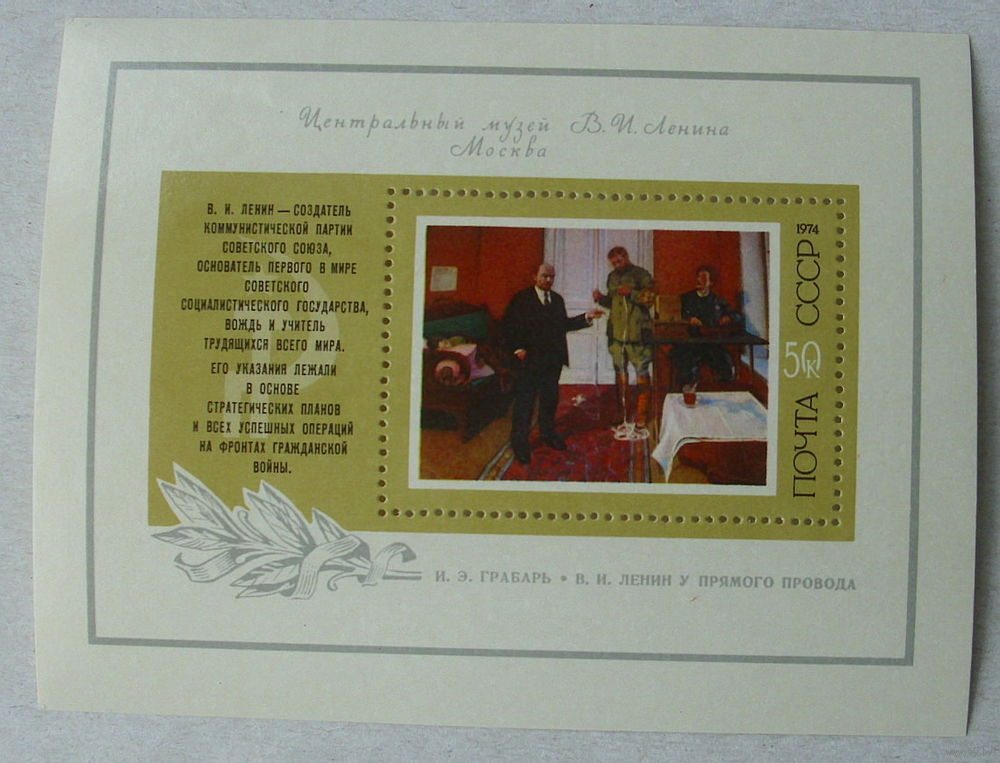 Центральный музей В. И. Ленина
Москва
В. И. ЛЕНИН — СОЗДАТЕЛЬ
КОММУНИСТИЧЕСКОЙ ПАРТИИ
СОВЕТСКОГО СОЮЗА,
ОСНОВАТЕЛЬ ПЕРВОГО В МИРЕ
СОВЕТСКОГО
СОЦИАЛИСТИЧЕСКОГО ГОСУДАРСТВА,
ВОЖДЬ И УЧИТЕЛЬ
ТРУДЯЩИХСЯ ВСЕГО МИРА.
ЕГО УКАЗАНИЯ ЛЕЖАЛИ
В ОСНОВЕ
СТРАТЕГИЧЕСКИХ ПЛАНОВ
И ВСЕХ УСПЕШНЫХ ОПЕРАЦИЙ
НА ФРОНТАХ ГРАЖДАНСКОЙ
ВОЙНЫ.
1974
ПОЧТА СССР
50 к
И. Э. ГРАБАРЬ • В. И. ЛЕНИН У ПРЯМОГО ПРОВОДА